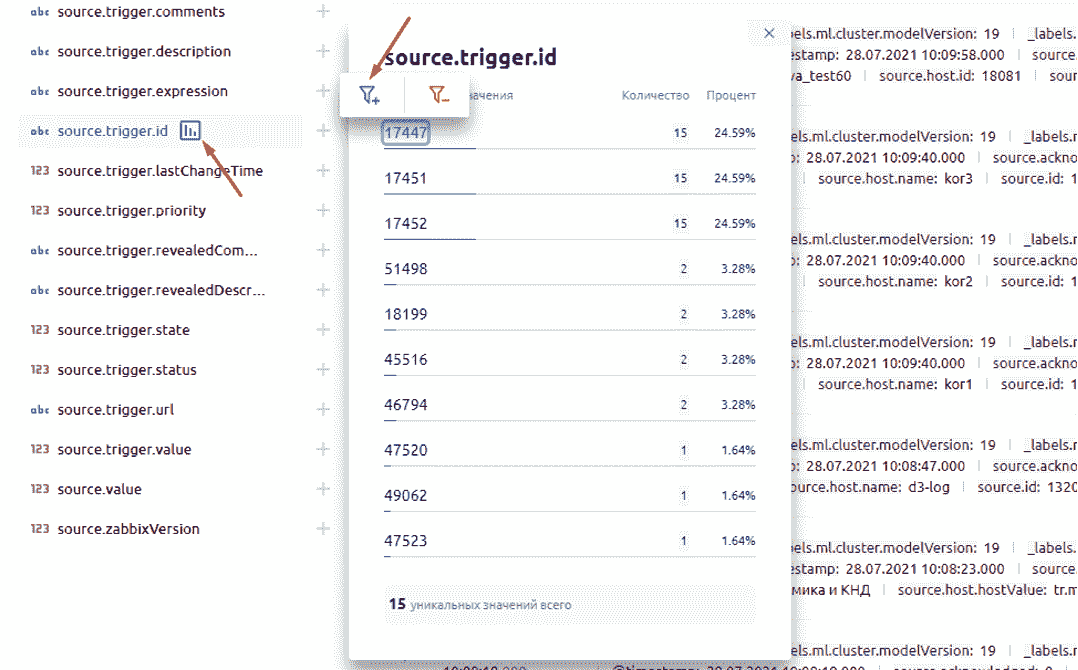 abc source.trigger.comments
abc source.trigger.description
abc source.trigger.expression
abc source.trigger.id
123 source.trigger.lastChangeTime
123 source.trigger.priority
abc source.trigger.revealedCom...
abc source.trigger.revealedDescr...
123 source.trigger.state
123 source.trigger.status
abc source.trigger.url
123 source.trigger.value
123 source.value
123 source.zabbixVersion
source.trigger.id
Количество Процент
17447 15 24.59%
17451 15 24.59%
17452 15 24.59%
51498 2 3.28%
18199 2 3.28%
45516 2 3.28%
46794 2 3.28%
47520 1 1.64%
49062 1 1.64%
47523 1 1.64%
15 уникальных значений всего
els.ml.cluster.modelVersion: 19 | _labels.
estamp: 28.07.2021 10:09:58.000 | source.
va_test60 | source.host.id: 18081 | sour
els.ml.cluster.modelVersion: 19 | _labels.r
p: 28.07.2021 10:09:40.000 | source.ackno
| source.host.name: kor3 | source.id: 1
els.ml.cluster.modelVersion: 19 | _labels.r
p: 28.07.2021 10:09:40.000 | source.ackno
| source.host.name: kor2 | source.id: 1
els.ml.cluster.modelVersion: 19 | _labels.r
p: 28.07.2021 10:09:40.000 | source.ackno
| source.host.name: kor1 | source.id: 1
els.ml.cluster.modelVersion: 19 | _labels.r
p: 28.07.2021 10:08:47.000 | source.ackno
ource.host.name: d3-log | source.id: 1320
els.ml.cluster.modelVersion: 19 | _labels.
estamp: 28.07.2021 10:08:23.000 | source.
мика и КНД | source.host.hostValue: tr.m
els.ml.cluster.modelVersion: 19 | _labels.r